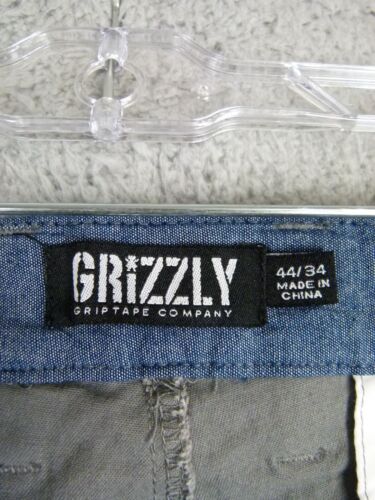 GRiZZLY
GRIPTAPE COMPANY
44/34
MADE IN
CHINA